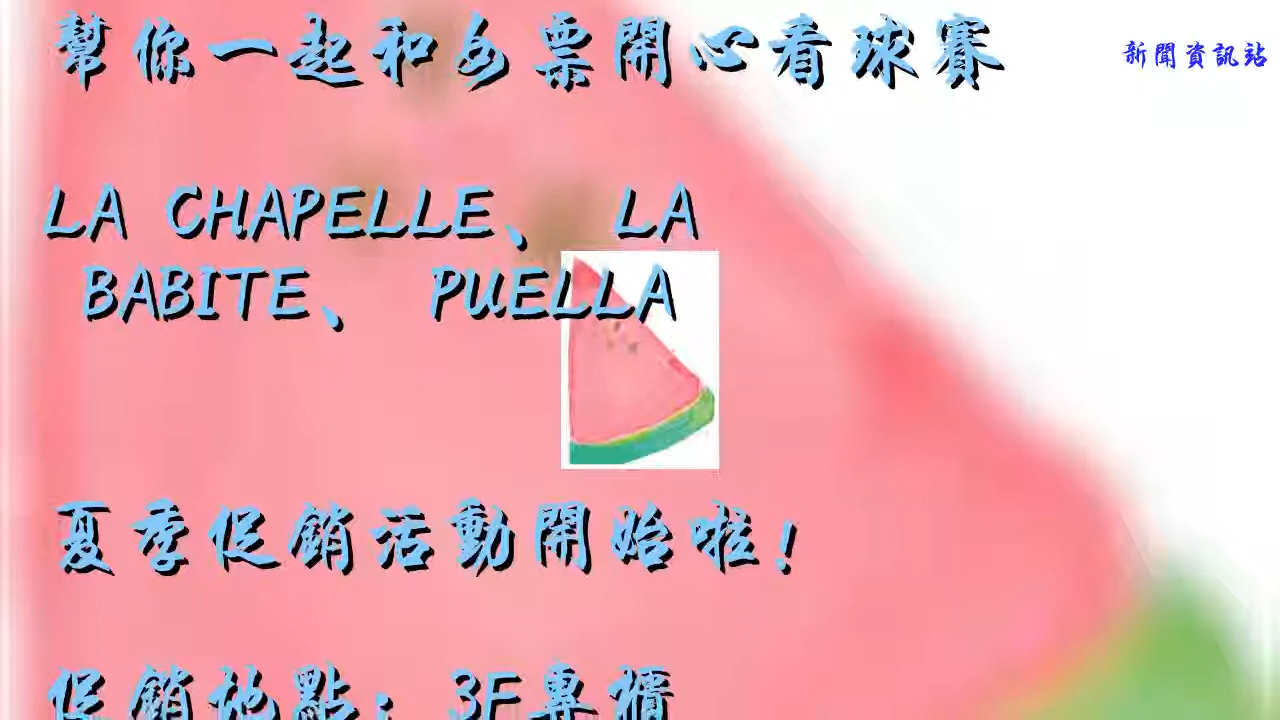 幫你一起和女票開心看球賽
新聞資訊站
LA CHAPELLE、 LA
BABITE、 PUELLA
夏季促銷活動開始啦!
促銷地點: 3F專櫃